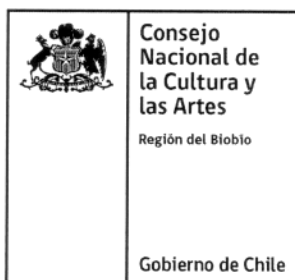 Consejo
Nacional de
la Cultura y
las Artes
Región del Biobío
Gobierno de Chile